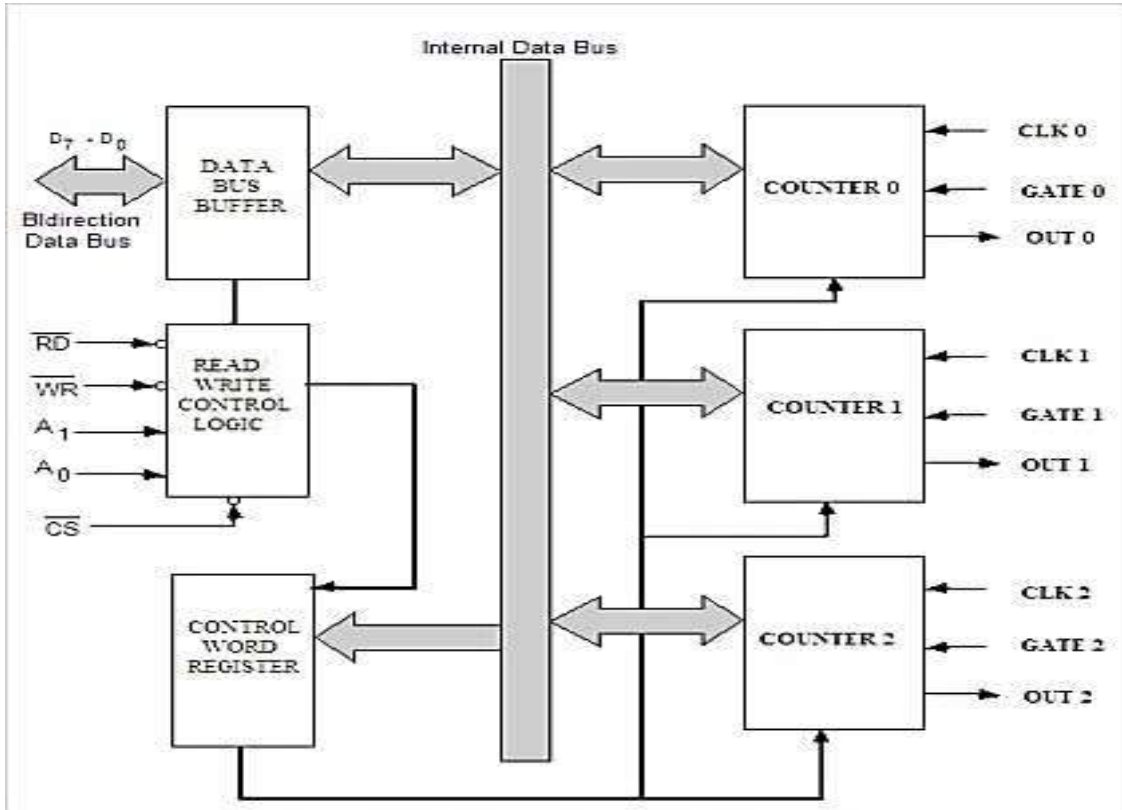 Internal Data Bus
D7 - D0
BIdirection
Data Bus
DATA
BUS
BUFFER
RD
WR
A1
A0
CS
READ
WRITE
CONTROL
LOGIC
CONTROL
WORD
REGISTER
COUNTER 0
CLK 0
GATE 0
OUT 0
COUNTER 1
CLK 1
GATE 1
OUT 1
COUNTER 2
CLK 2
GATE 2
OUT 2